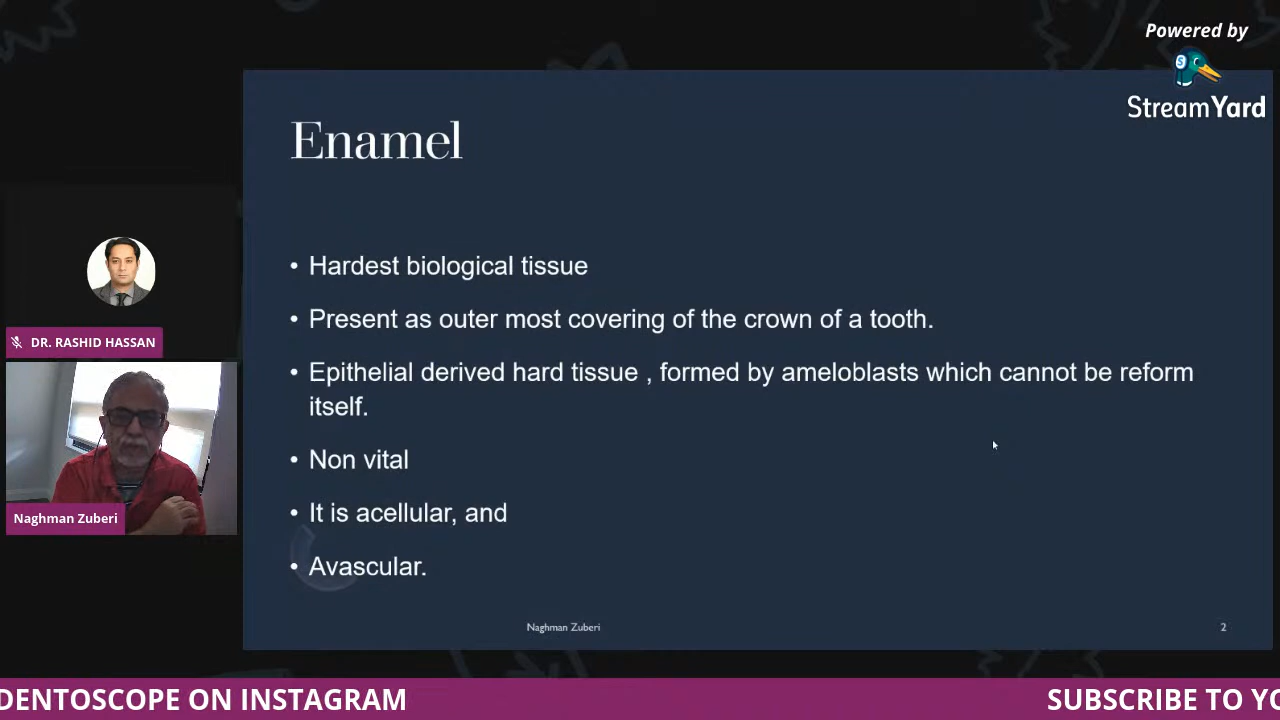 Powered by
StreamYard
Enamel
• Hardest biological tissue
• Present as outer most covering of the crown of a tooth.
• Epithelial derived hard tissue , formed by ameloblasts which cannot be reform
itself.
• Non vital
• It is acellular, and
• Avascular.
Naghman Zuberi
2
DR. RASHID HASSAN
Naghman Zuberi
DENTOSCOPE ON INSTAGRAM
SUBSCRIBE TO YO